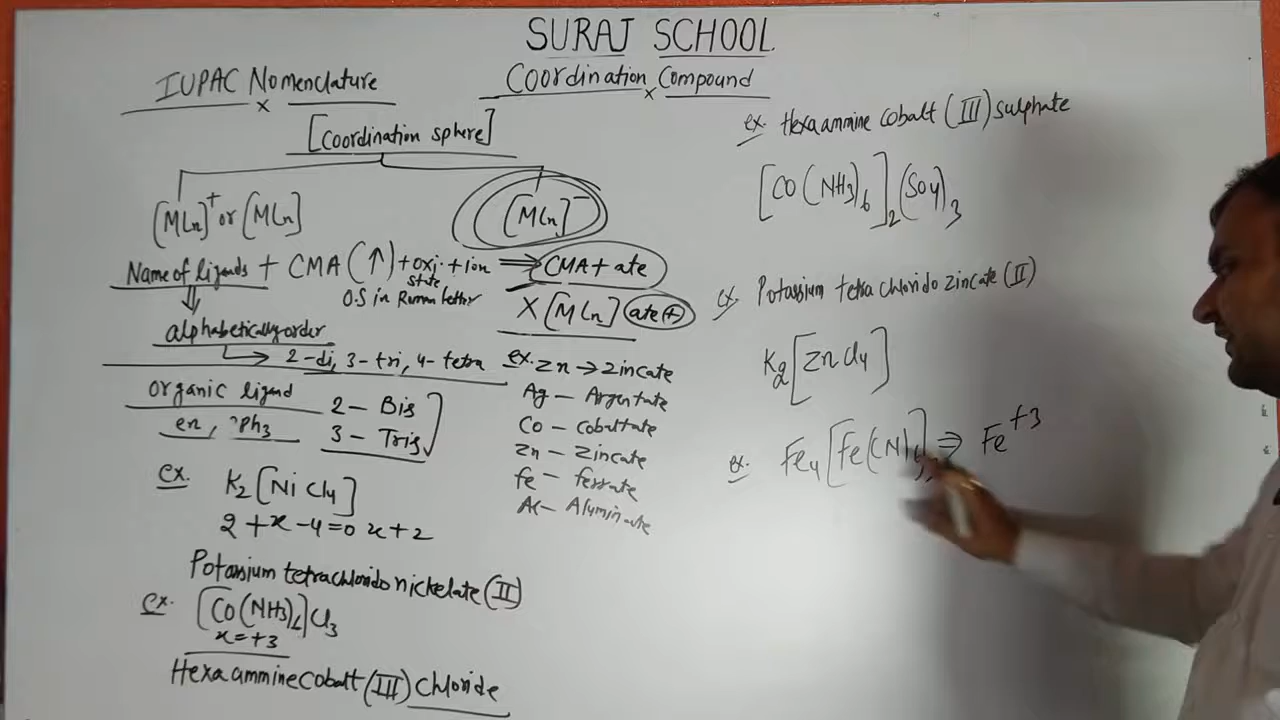 SURAJ SCHOOL
IUPAC Nomenclature
Coordination Compound
[Coordination sphere]
[MLn]+ or [MLn]
[MLn]-
Name of ligands + CMA (↑) + oxi. state + ion ⇒ CMA + ate
O.S in Roman letter
X [MLn] ate(+)
⇓
alphabetically order
→ 2-di, 3-tri, 4-tetra
organic ligend
en, PPh3
2 – Bis
3 – Tris
ex. K2[NiCl4]
2 + x - 4 = 0 x + 2
Potassium tetrachlorido nickelate (II)
ex. [Co(NH3)6]Cl3
x = +3
Hexa ammine cobalt (III) chloride
ex. Zn → Zincate
Ag – Argentate
Co – cobaltate
Zn – Zincate
fe – ferrate
Al – Aluminate
ex. Hexa ammine cobalt (III) sulphate
[CO(NH3)6]2(SO4)3
ex. Potassium tetra chlorido zincate (II)
K2[ZnCl4]
ex. Fe4[Fe(CN)6]3 ⇒ Fe+3